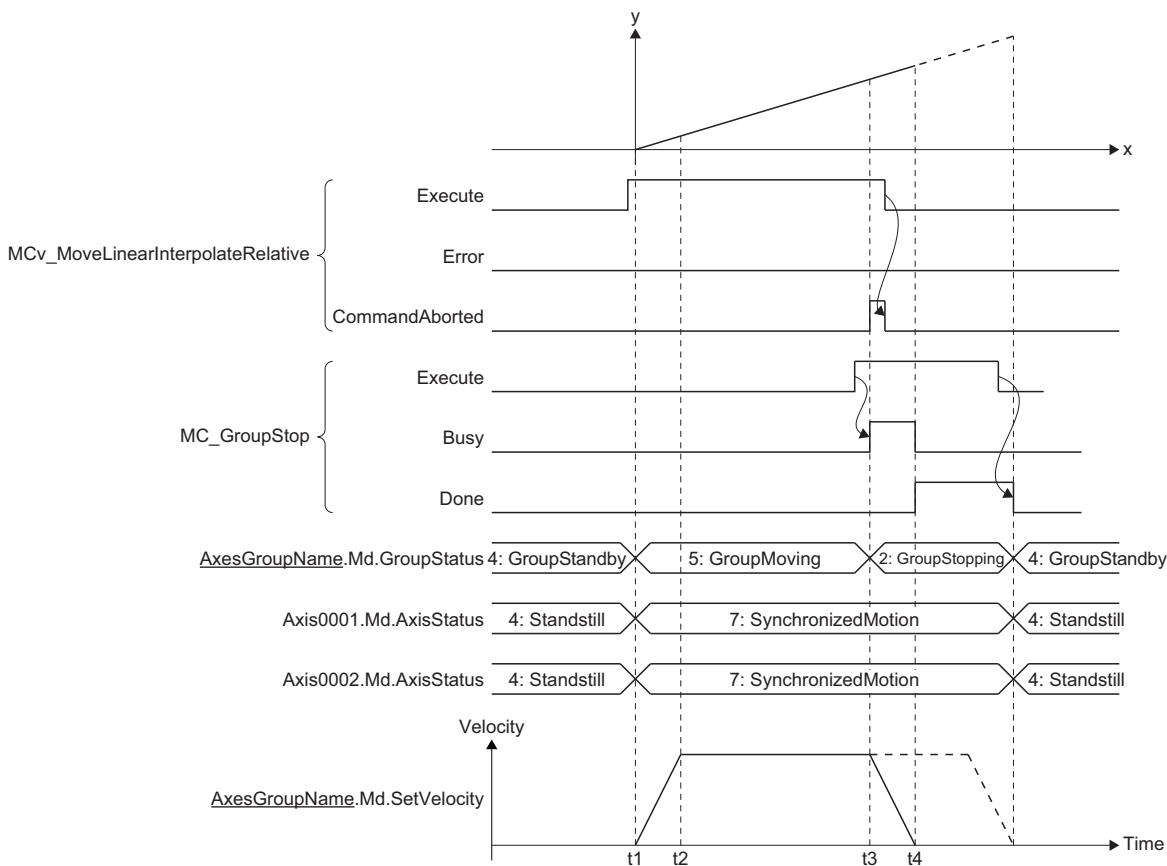 y
x
Execute
MCv_MoveLinearInterpolateRelative
Error
CommandAborted
Execute
MC_GroupStop
Busy
Done
AxesGroupName.Md.GroupStatus 4: GroupStandby 5: GroupMoving 2: GroupStopping 4: GroupStandby
Axis0001.Md.AxisStatus 4: Standstill 7: SynchronizedMotion 4: Standstill
Axis0002.Md.AxisStatus 4: Standstill 7: SynchronizedMotion 4: Standstill
Velocity
AxesGroupName.Md.SetVelocity
Time
t1 t2 t3 t4